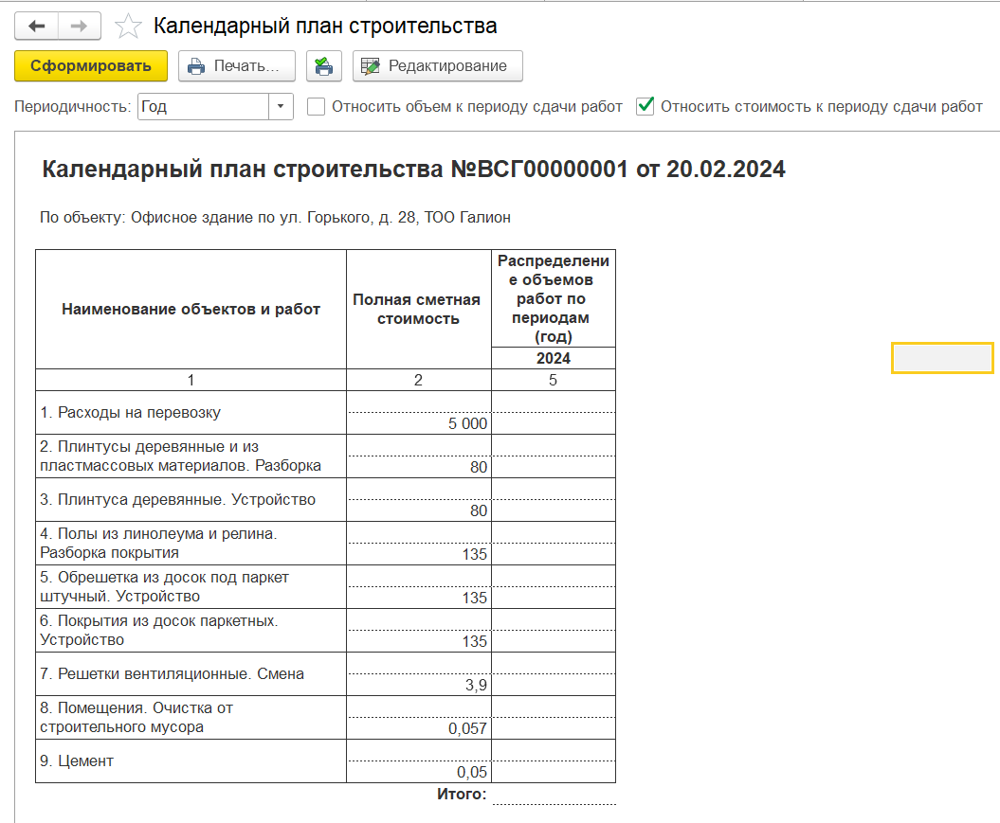 Календарный план строительства
Сформировать Печать... Редактирование
Периодичность: Год Относить объем к периоду сдачи работ Относить стоимость к периоду сдачи работ
Календарный план строительства №ВСГ00000001 от 20.02.2024
По объекту: Офисное здание по ул. Горького, д. 28, ТОО Галион
Наименование объектов и работ
Полная сметная
стоимость
Распределени
е объемов
работ по
периодам
(год)
2024
1 2 5
1. Расходы на перевозку
5 000
2. Плинтусы деревянные и из
пластмассовых материалов. Разборка
80
3. Плинтуса деревянные. Устройство
80
4. Полы из линолеума и релина.
Разборка покрытия
135
5. Обрешетка из досок под паркет
штучный. Устройство
135
6. Покрытия из досок паркетных.
Устройство
135
7. Решетки вентиляционные. Смена
3,9
8. Помещения. Очистка от
строительного мусора
0,057
9. Цемент
0,05
Итого: